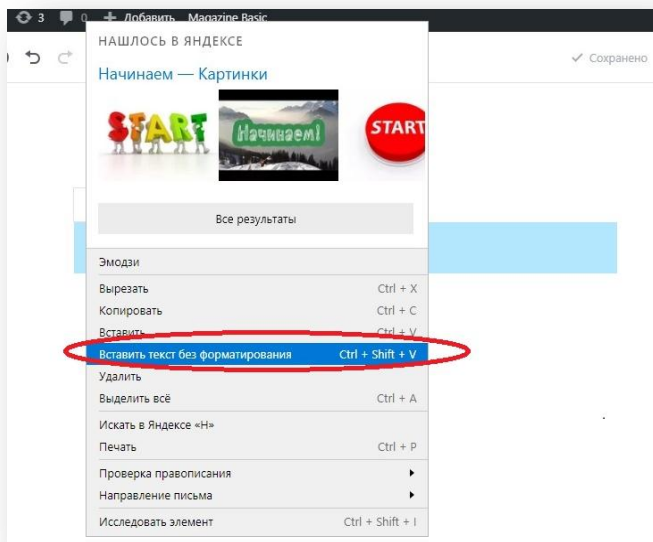 3 0 + Добавить Magazine Basic
Сохранено
НАШЛОСЬ В ЯНДЕКСЕ
Начинаем — Картинки
START
Начинаем!
START
Все результаты
Эмодзи
Вырезать Ctrl + X
Копировать Ctrl + C
Вставить Ctrl + V
Вставить текст без форматирования Ctrl + Shift + V
Удалить
Выделить всё Ctrl + A
Искать в Яндексе «Н»
Печать Ctrl + P
Проверка правописания
Направление письма
Исследовать элемент Ctrl + Shift + I